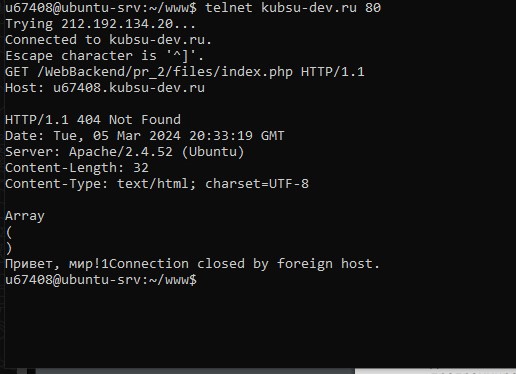 u67408@ubuntu-srv:~/www$ telnet kubsu-dev.ru 80
Trying 212.192.134.20...
Connected to kubsu-dev.ru.
Escape character is '^]'.
GET /WebBackend/pr_2/files/index.php HTTP/1.1
Host: u67408.kubsu-dev.ru

HTTP/1.1 404 Not Found
Date: Tue, 05 Mar 2024 20:33:19 GMT
Server: Apache/2.4.52 (Ubuntu)
Content-Length: 32
Content-Type: text/html; charset=UTF-8

Array
(
)
Привет, мир!1Connection closed by foreign host.
u67408@ubuntu-srv:~/www$